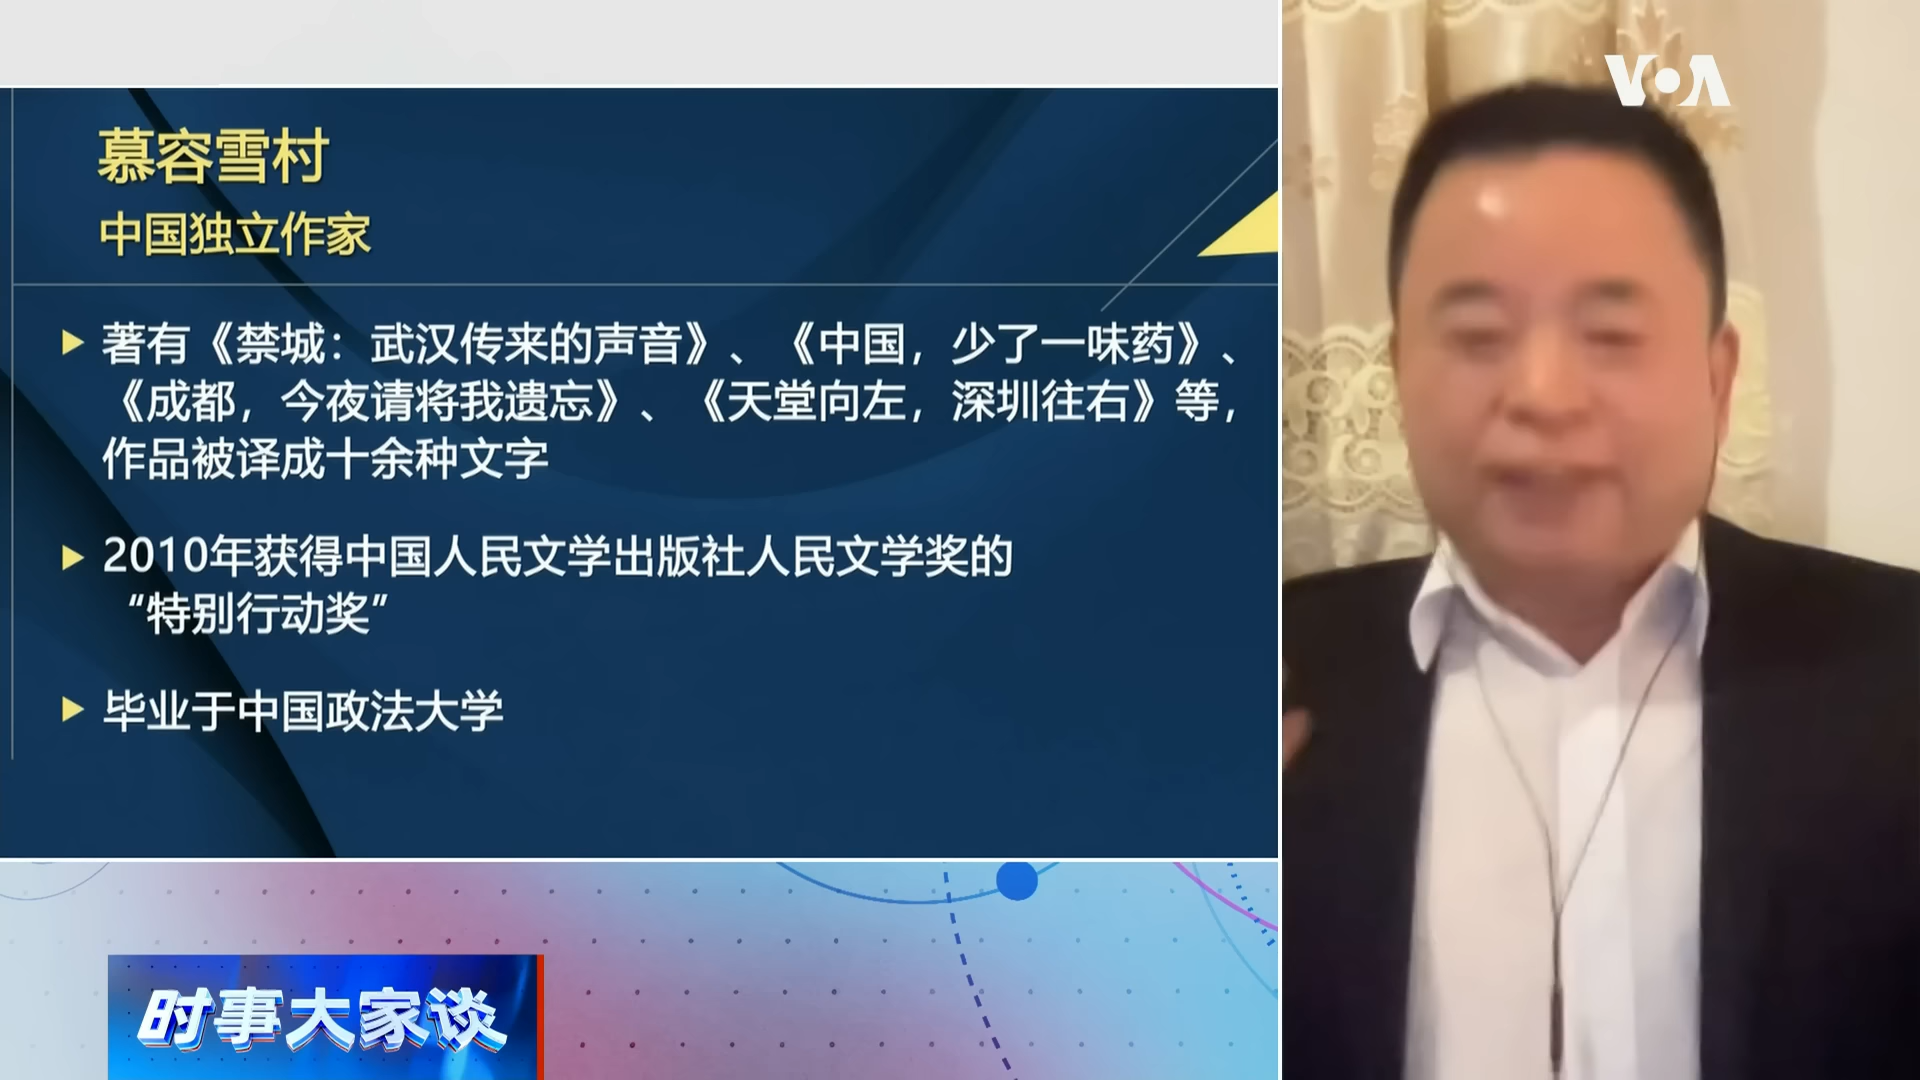 慕容雪村
中国独立作家
著有《禁城：武汉传来的声音》、《中国，少了一味药》、
《成都，今夜请将我遗忘》、《天堂向左，深圳往右》等，
作品被译成十余种文字
2010年获得中国人民文学出版社人民文学奖的
“特别行动奖”
毕业于中国政法大学
时事大家谈
VOA